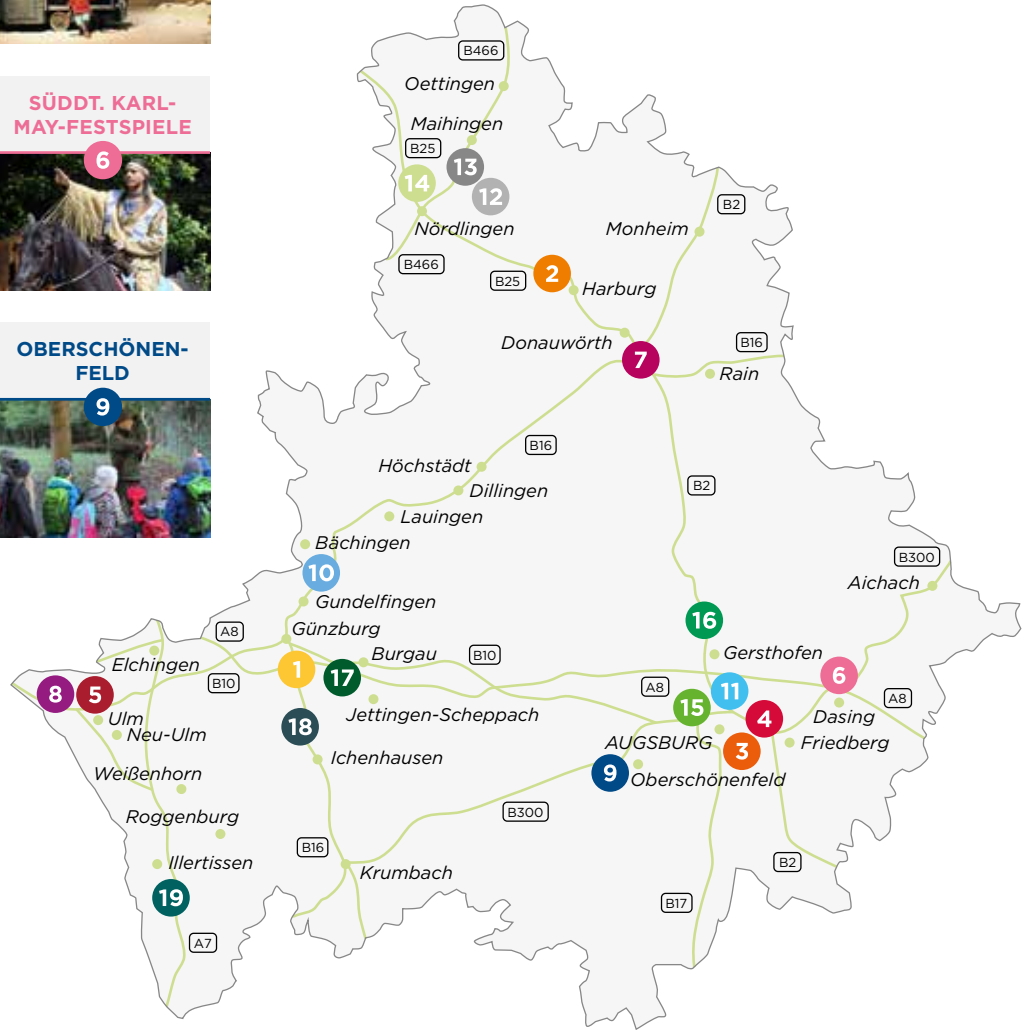 SÜDDT. KARL-
MAY-FESTSPIELE
6
OBERSCHÖNEN-
FELD
9
B466
Oettingen
Maihingen
B25
13
14
12
Nördlingen
B2
Monheim
B466
B25
2
Harburg
Donauwörth
7
B16
Rain
B16
Höchstädt
Dillingen
B2
Lauingen
Bächingen
B300
10
Aichach
Gundelfingen
16
A8
Günzburg
Elchingen
Burgau
B10
Gersthofen
1
17
6
B10
A8
11
A8
8
5
15
Jettingen-Scheppach
4
Dasing
Ulm
18
Neu-Ulm
AUGSBURG
3
Friedberg
Ichenhausen
9
Oberschönenfeld
Weißenhorn
B300
Roggenburg
B16
Illertissen
B2
Krumbach
19
B17
A7